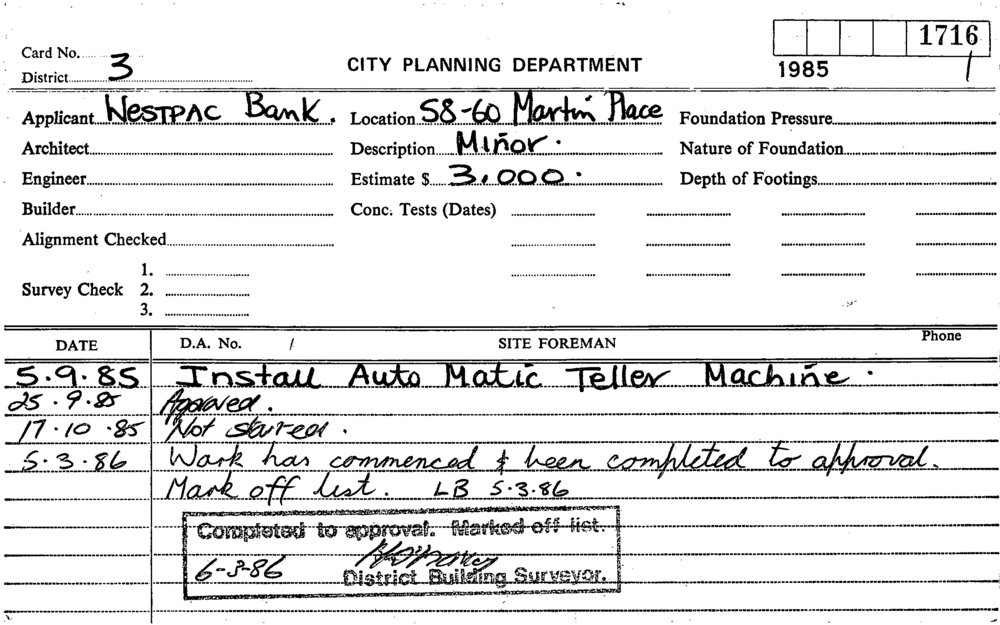 1716
Card No.
District 3
CITY PLANNING DEPARTMENT
1985 /
Applicant Westpac Bank. Location 58-60 Martin Place Foundation Pressure
Architect Description Minor. Nature of Foundation
Engineer Estimate $ 3,000. Depth of Footings
Builder Conc. Tests (Dates)
Alignment Checked
1.
Survey Check 2.
3.
DATE D.A. No. / SITE FOREMAN Phone
5.9.85 Install Auto Matic Teller Machine.
25.9.85 Approved.
17.10.85 Not started.
5.3.86 Work has commenced & been completed to approval.
Mark off list. LB 5.3.86
Completed to approval. Marked off list.
6-3-86
District Building Surveyor.